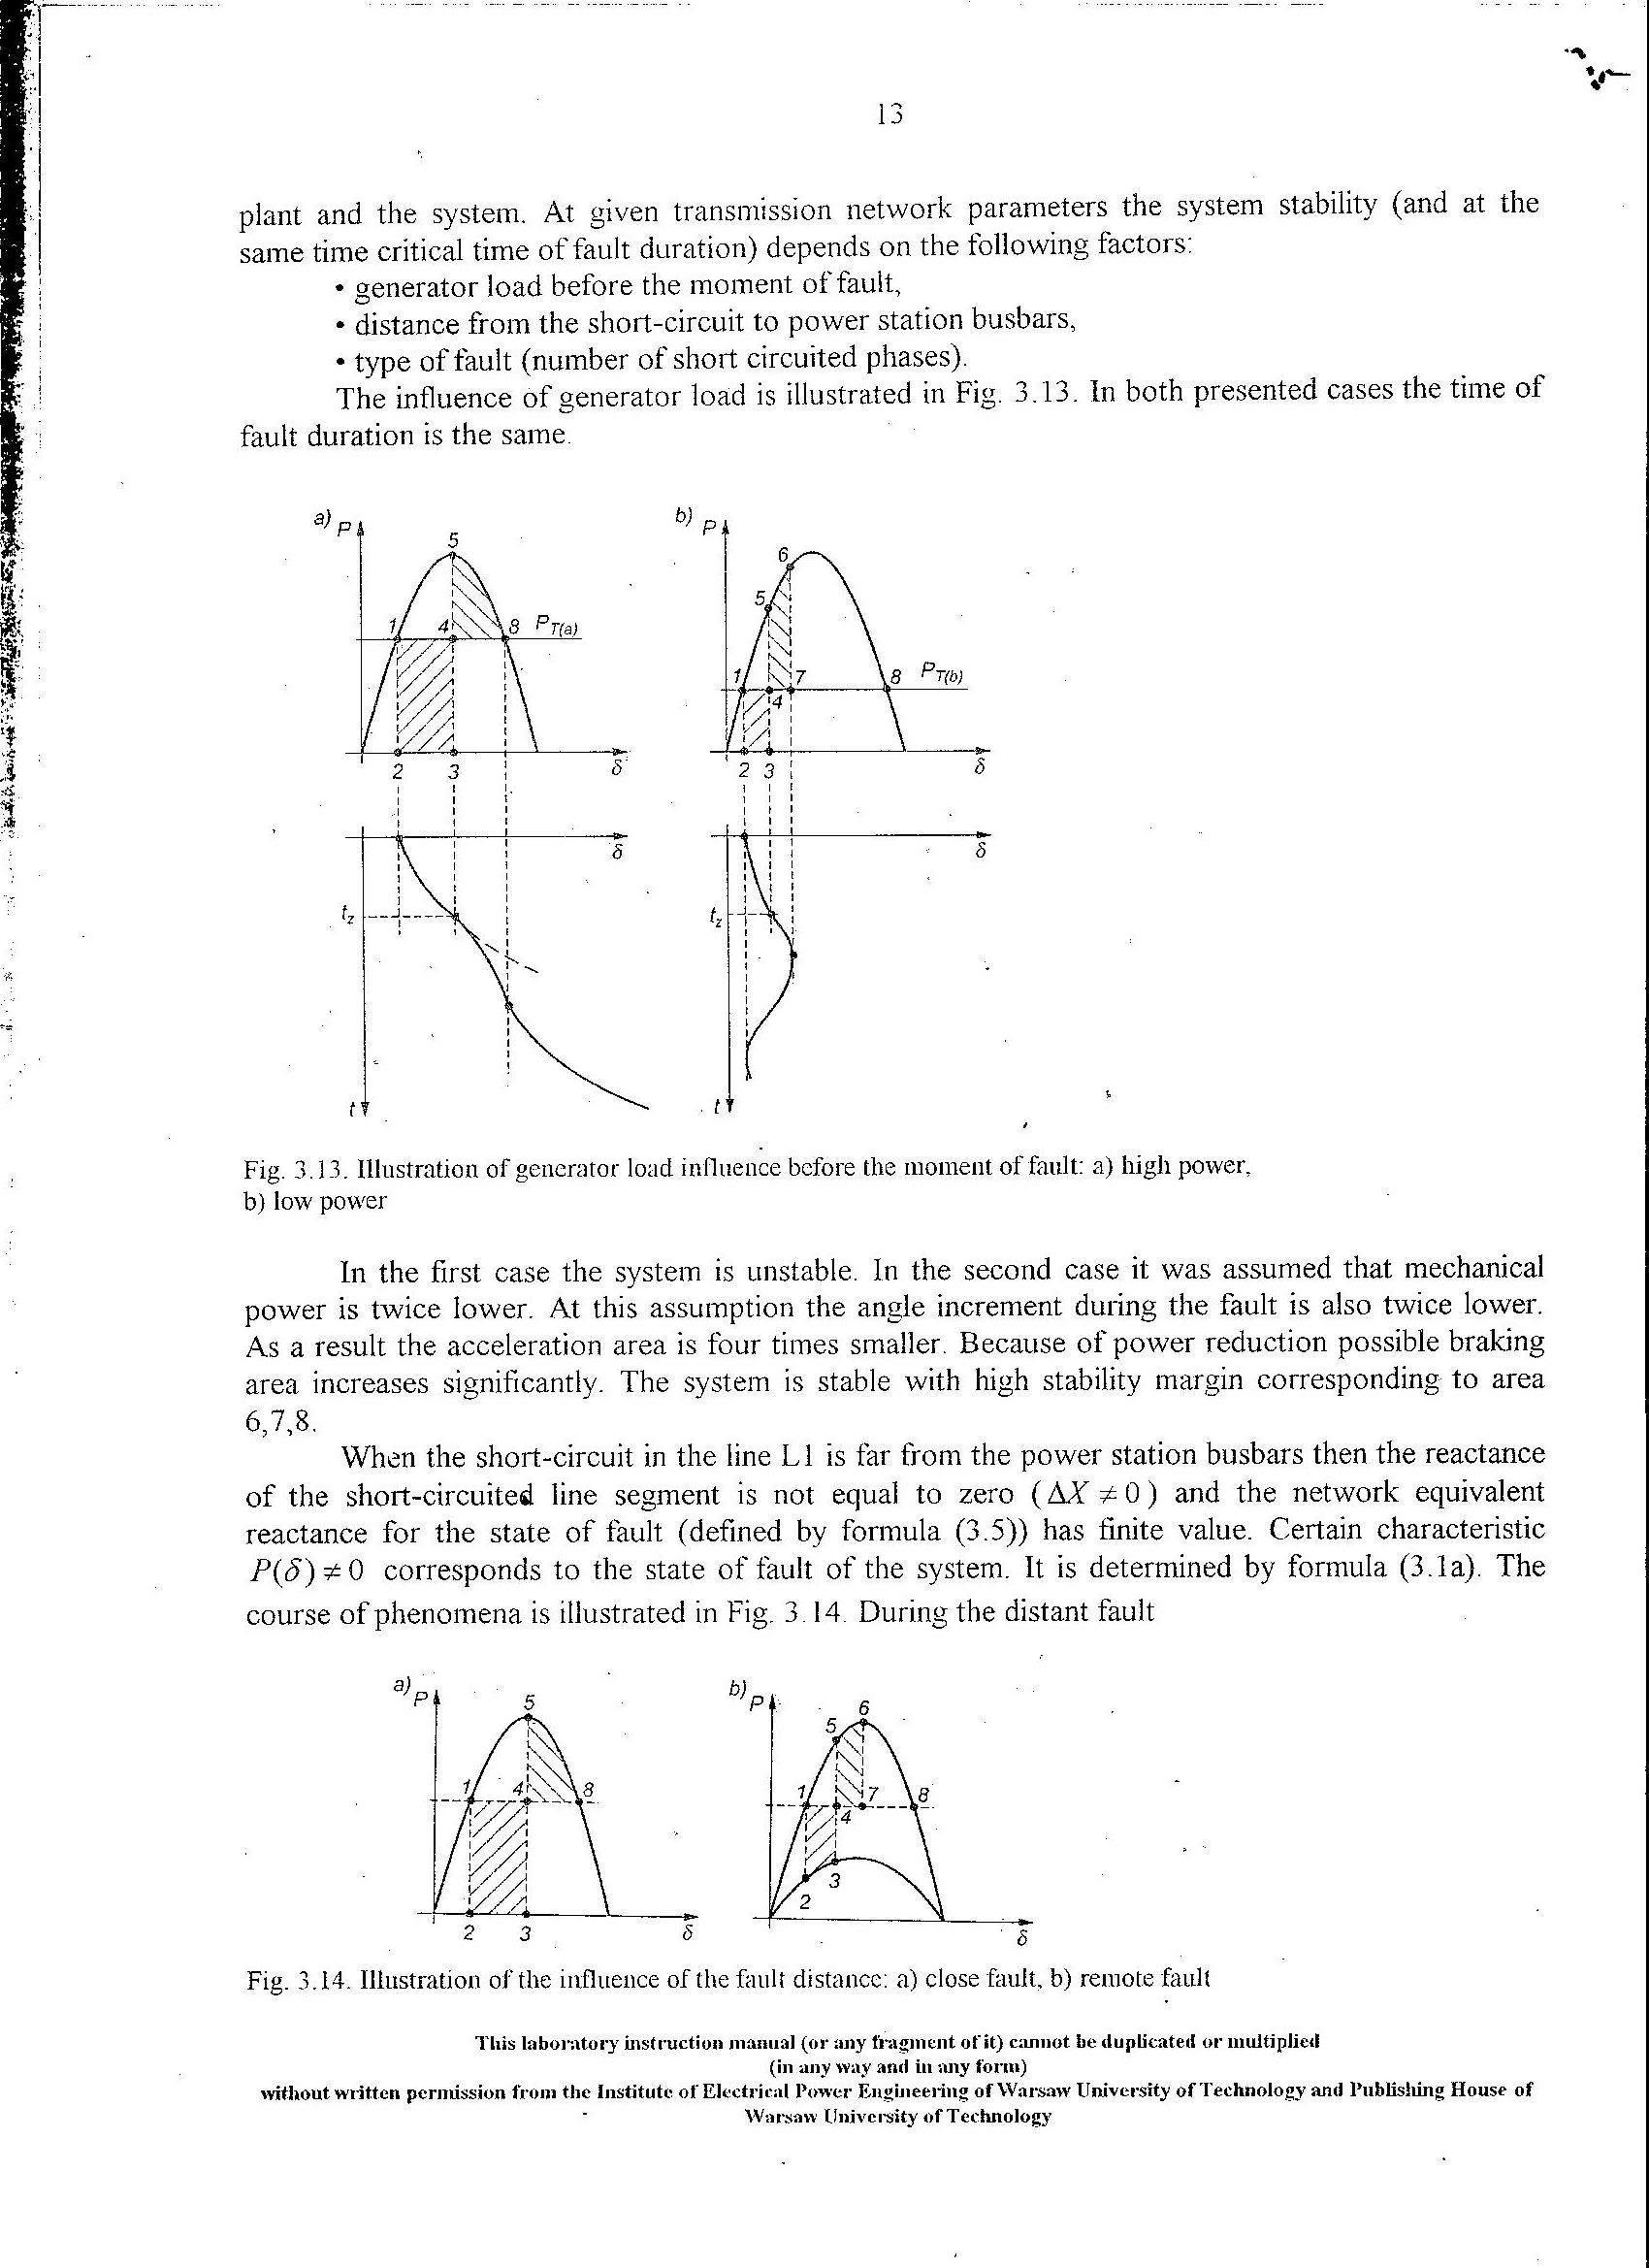 13
plant and the system. At given transmission network parameters the system stability (and at the
same time critical time of fault duration) depends on the following factors:
• generator load before the moment of fault,
• distance from the short-circuit to power station busbars,
• type of fault (number of short circuited phases).
The influence of generator load is illustrated in Fig. 3.13. In both presented cases the time of
fault duration is the same.
a) P
5
1 4 8 P_T(a)
2 3 δ
δ
t_z
t
b) P
6
5
1 7 8 P_T(b)
4
2 3 δ
δ
t_z
t
Fig. 3.13. Illustration of generator load influence before the moment of fault: a) high power,
b) low power
In the first case the system is unstable. In the second case it was assumed that mechanical
power is twice lower. At this assumption the angle increment during the fault is also twice lower.
As a result the acceleration area is four times smaller. Because of power reduction possible braking
area increases significantly. The system is stable with high stability margin corresponding to area
6,7,8.
When the short-circuit in the line L1 is far from the power station busbars then the reactance
of the short-circuited line segment is not equal to zero (ΔX ≠ 0) and the network equivalent
reactance for the state of fault (defined by formula (3.5)) has finite value. Certain characteristic
P(δ) ≠ 0 corresponds to the state of fault of the system. It is determined by formula (3.1a). The
course of phenomena is illustrated in Fig. 3.14. During the distant fault
a) P
5
1 4 8
2 3 δ
b) P
6
5
1 7 8
4
3
2
δ
Fig. 3.14. Illustration of the influence of the fault distance: a) close fault, b) remote fault
This laboratory instruction manual (or any fragment of it) cannot be duplicated or multiplied
(in any way and in any form)
without written permission from the Institute of Electrical Power Engineering of Warsaw University of Technology and Publishing House of
Warsaw University of Technology